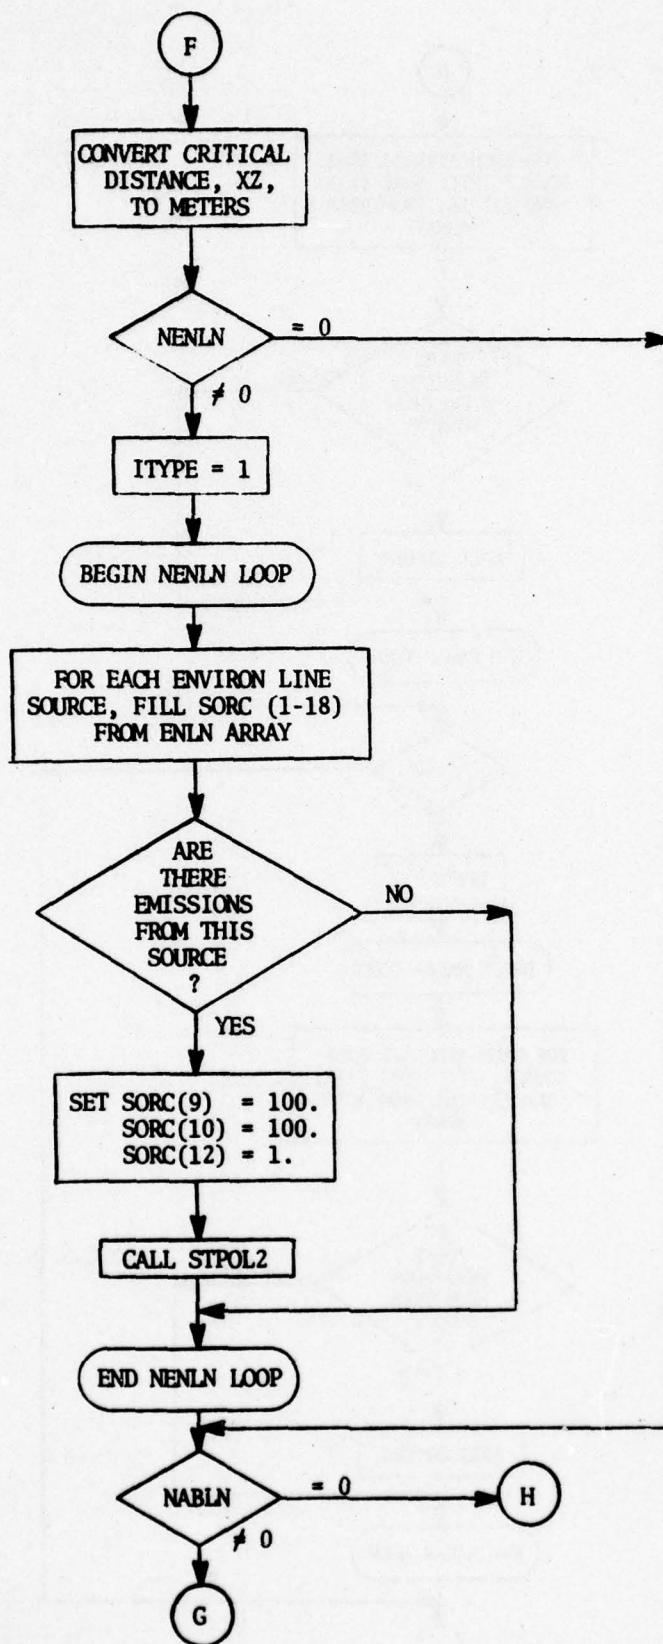 F
CONVERT CRITICAL
DISTANCE, XZ,
TO METERS
NENLN
= 0
≠ 0
ITYPE = 1
BEGIN NENLN LOOP
FOR EACH ENVIRON LINE
SOURCE, FILL SORC (1-18)
FROM ENLN ARRAY
ARE
THERE
EMISSIONS
FROM THIS
SOURCE
?
NO
YES
SET SORC(9) = 100.
SORC(10) = 100.
SORC(12) = 1.
CALL STPOL2
END NENLN LOOP
NABLN
= 0
H
≠ 0
G